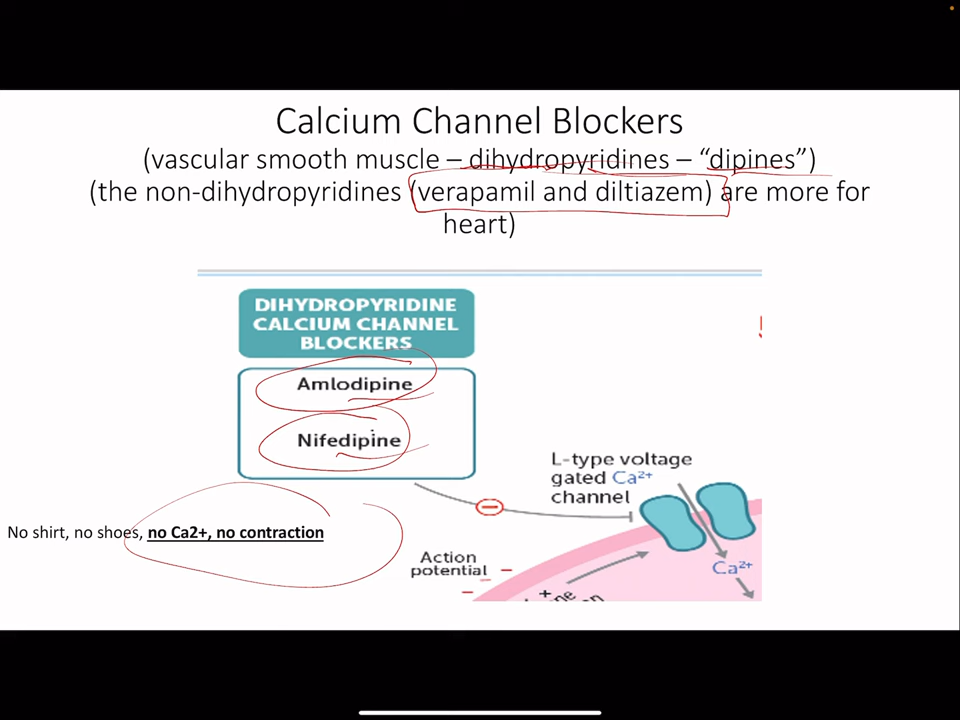 Calcium Channel Blockers
(vascular smooth muscle – dihydropyridines – “dipines”)
(the non-dihydropyridines (verapamil and diltiazem) are more for
heart)
DIHYDROPYRIDINE
CALCIUM CHANNEL
BLOCKERS
Amlodipine
Nifedipine
L-type voltage
gated Ca²⁺
channel
No shirt, no shoes, no Ca2+, no contraction
Action
potential
Ca²⁺